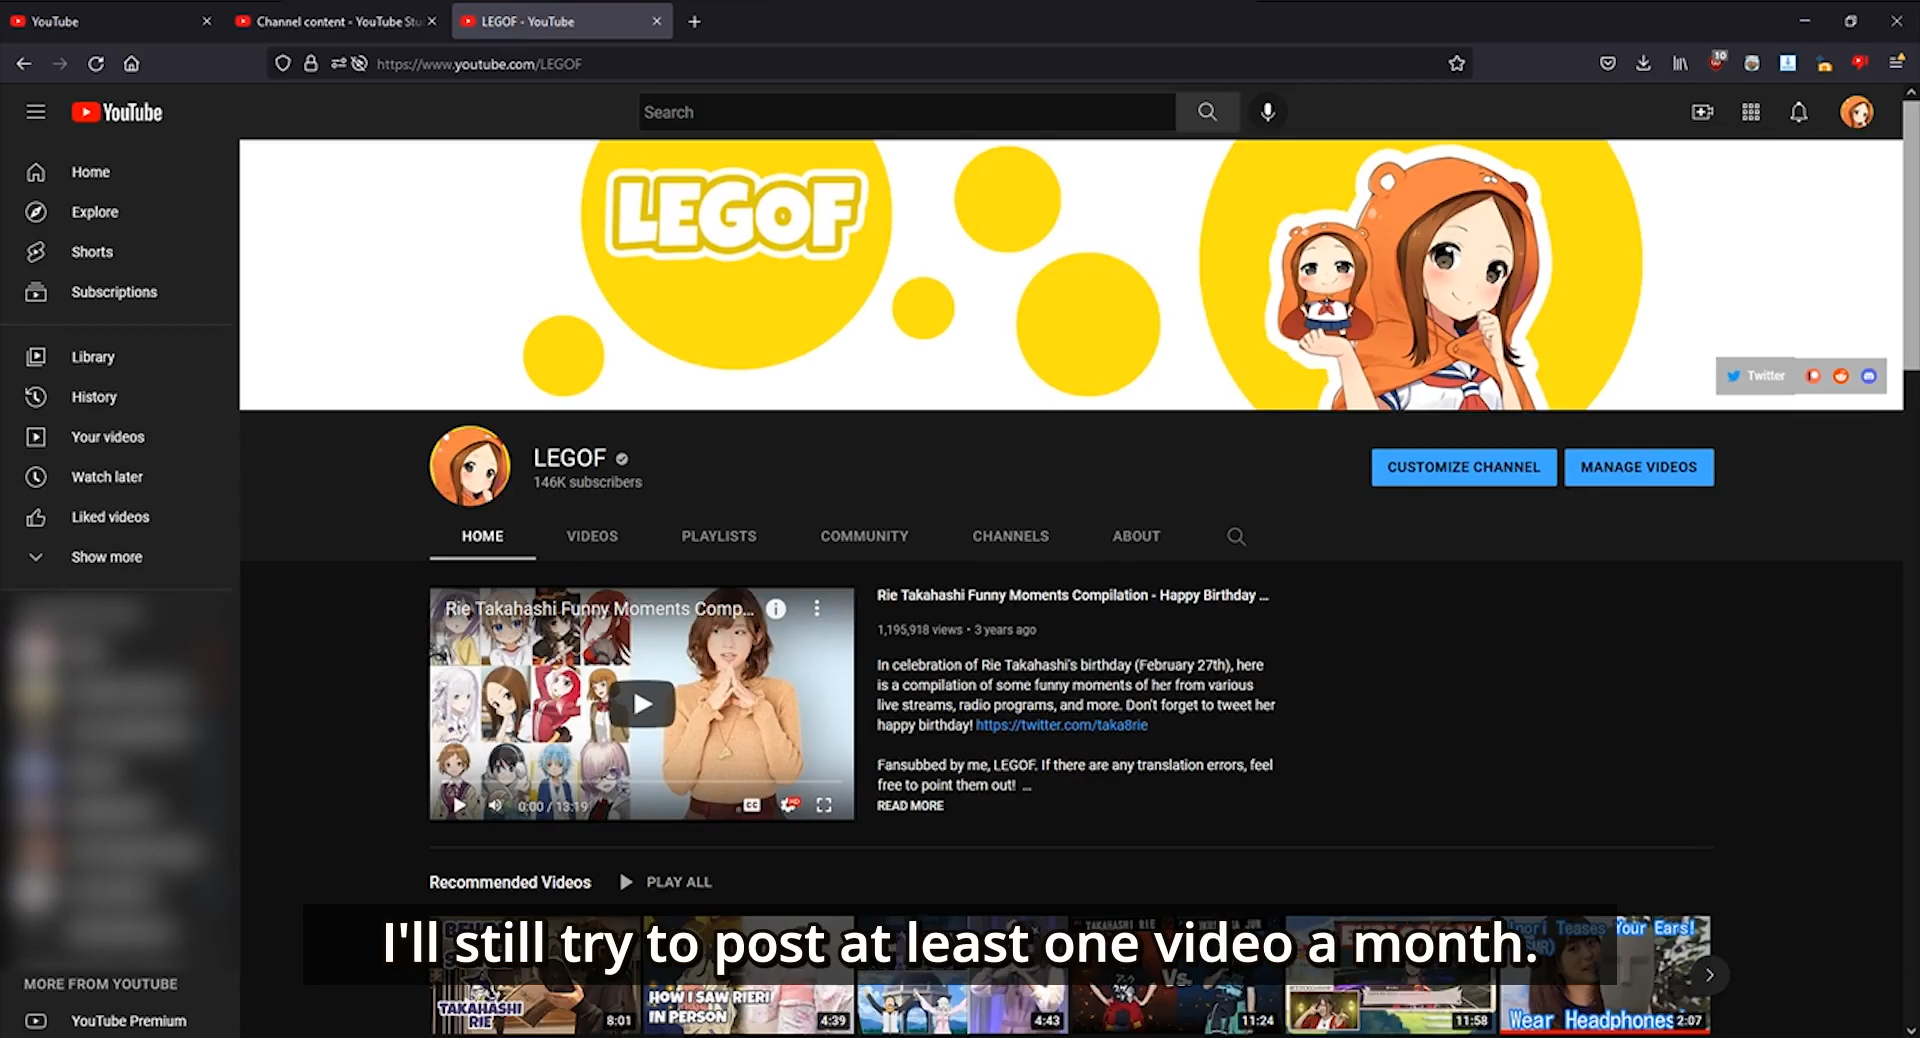 YouTube
Channel content - YouTube Stu
LEGOF - YouTube
https://www.youtube.com/LEGOF
10
YouTube
Search
Home
Explore
Shorts
Subscriptions
Library
History
Your videos
Watch later
Liked videos
Show more
MORE FROM YOUTUBE
YouTube Premium
LEGOF
Twitter
LEGOF
146K subscribers
CUSTOMIZE CHANNEL
MANAGE VIDEOS
HOME
VIDEOS
PLAYLISTS
COMMUNITY
CHANNELS
ABOUT
Rie Takahashi Funny Moments Comp...
0:00 / 13:19
CC
HD
Rie Takahashi Funny Moments Compilation - Happy Birthday ...
1,195,918 views • 3 years ago
In celebration of Rie Takahashi's birthday (February 27th), here
is a compilation of some funny moments of her from various
live streams, radio programs, and more. Don't forget to tweet her
happy birthday! https://twitter.com/taka8rie
Fansubbed by me, LEGOF. If there are any translation errors, feel
free to point them out! ...
READ MORE
Recommended Videos
PLAY ALL
I'll still try to post at least one video a month.
TAKAHASHI
RIE
8:01
HOW I SAW RIERI
IN PERSON
4:39
4:43
TAKAHASHI RIE
Vs.
11:24
11:58
Teases Your Ears!
Wear Headphones
2:07